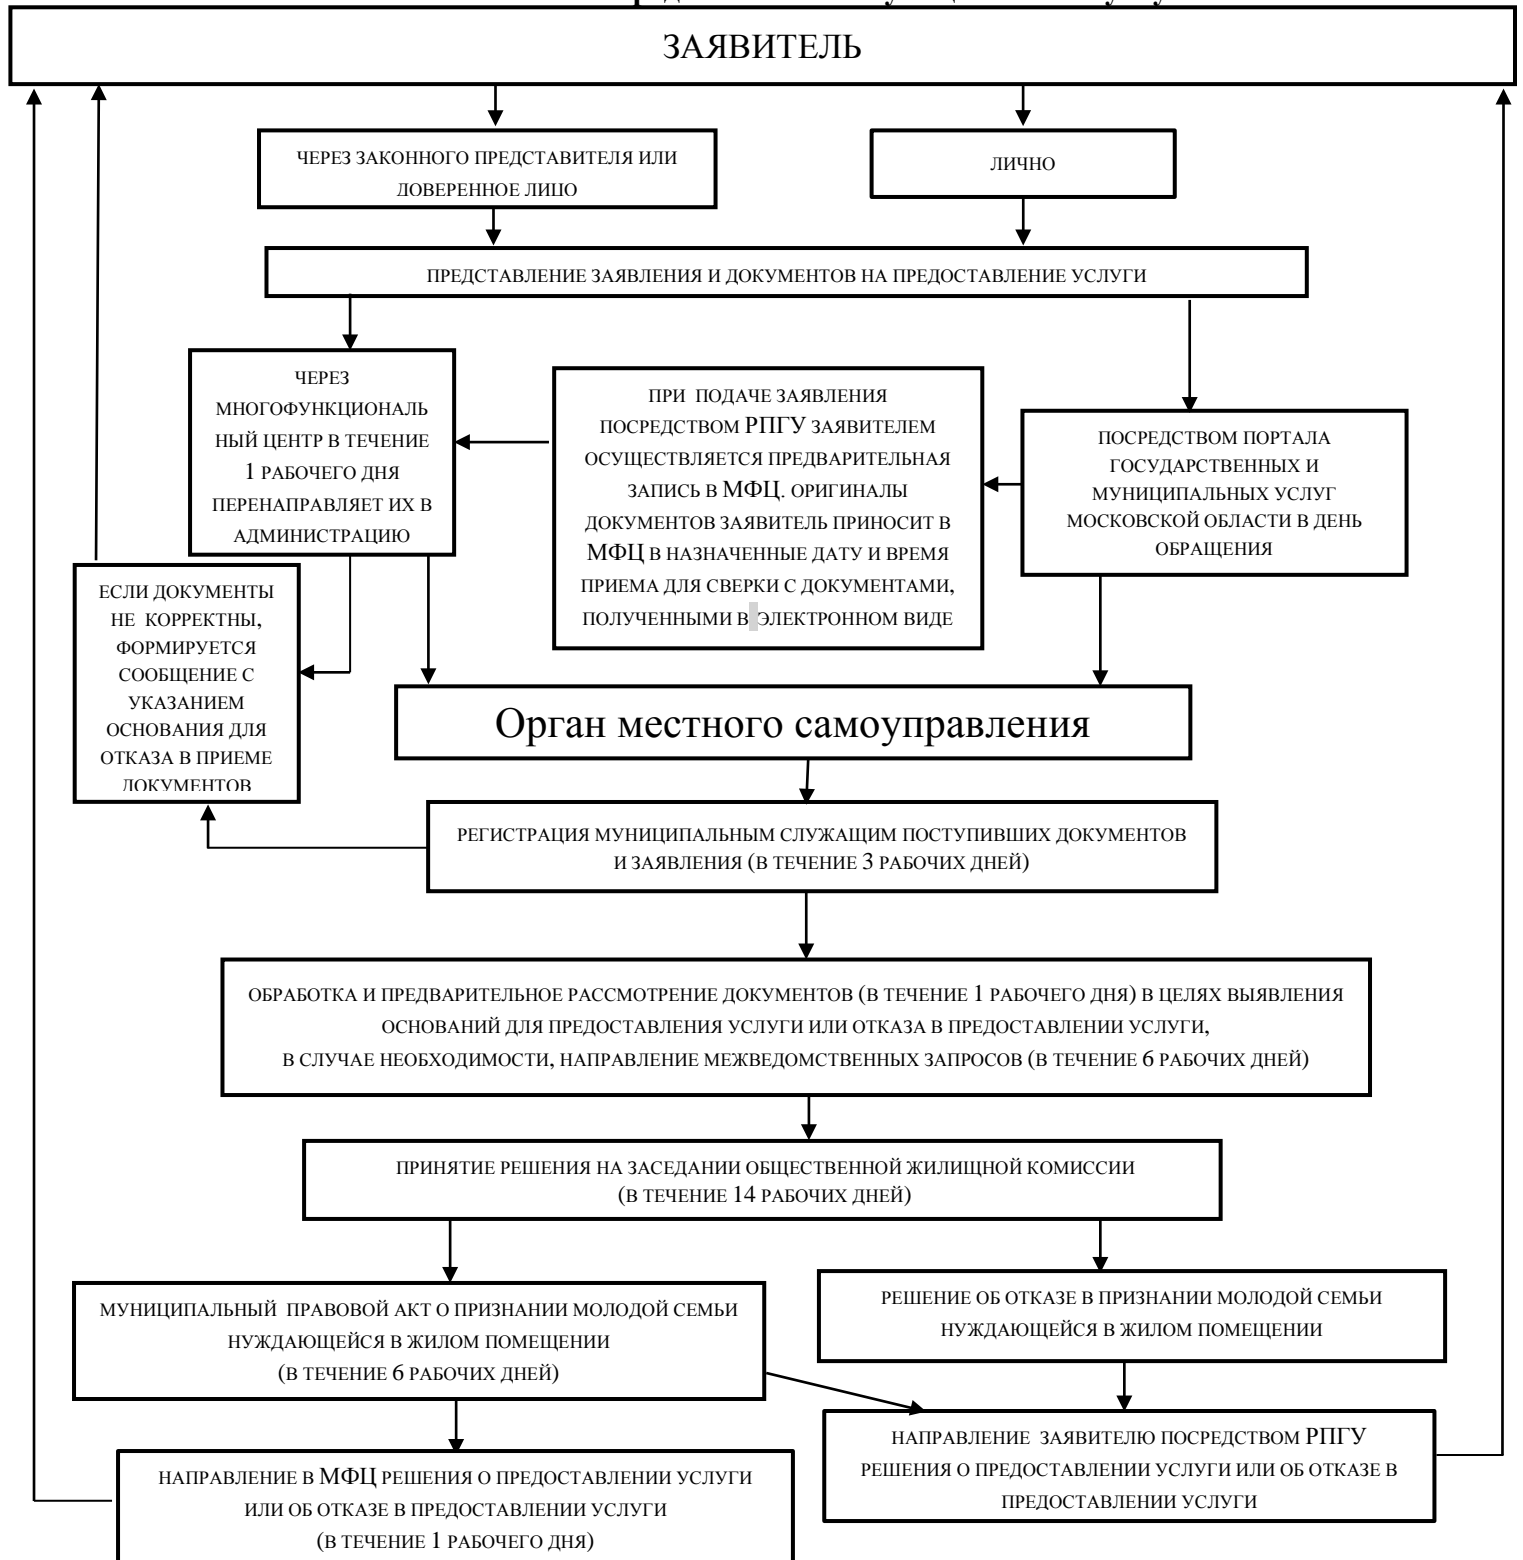 ЗАЯВИТЕЛЬ
ЧЕРЕЗ ЗАКОННОГО ПРЕДСТАВИТЕЛЯ ИЛИ
ДОВЕРЕННОЕ ЛИЦО
ЛИЧНО
ПРЕДСТАВЛЕНИЕ ЗАЯВЛЕНИЯ И ДОКУМЕНТОВ НА ПРЕДОСТАВЛЕНИЕ УСЛУГИ
ЧЕРЕЗ
МНОГОФУНКЦИОНАЛЬ
НЫЙ ЦЕНТР В ТЕЧЕНИЕ
1 РАБОЧЕГО ДНЯ
ПЕРЕНАПРАВЛЯЕТ ИХ В
АДМИНИСТРАЦИЮ
ПРИ ПОДАЧЕ ЗАЯВЛЕНИЯ
ПОСРЕДСТВОМ РПГУ ЗАЯВИТЕЛЕМ
ОСУЩЕСТВЛЯЕТСЯ ПРЕДВАРИТЕЛЬНАЯ
ЗАПИСЬ В МФЦ. ОРИГИНАЛЫ
ДОКУМЕНТОВ ЗАЯВИТЕЛЬ ПРИНОСИТ В
МФЦ В НАЗНАЧЕННЫЕ ДАТУ И ВРЕМЯ
ПРИЕМА ДЛЯ СВЕРКИ С ДОКУМЕНТАМИ,
ПОЛУЧЕННЫМИ В ЭЛЕКТРОННОМ ВИДЕ
ПОСРЕДСТВОМ ПОРТАЛА
ГОСУДАРСТВЕННЫХ И
МУНИЦИПАЛЬНЫХ УСЛУГ
МОСКОВСКОЙ ОБЛАСТИ В ДЕНЬ
ОБРАЩЕНИЯ
ЕСЛИ ДОКУМЕНТЫ
НЕ КОРРЕКТНЫ,
ФОРМИРУЕТСЯ
СООБЩЕНИЕ С
УКАЗАНИЕМ
ОСНОВАНИЯ ДЛЯ
ОТКАЗА В ПРИЕМЕ
ДОКУМЕНТОВ
Орган местного самоуправления
РЕГИСТРАЦИЯ МУНИЦИПАЛЬНЫМ СЛУЖАЩИМ ПОСТУПИВШИХ ДОКУМЕНТОВ
И ЗАЯВЛЕНИЯ (В ТЕЧЕНИЕ 3 РАБОЧИХ ДНЕЙ)
ОБРАБОТКА И ПРЕДВАРИТЕЛЬНОЕ РАССМОТРЕНИЕ ДОКУМЕНТОВ (В ТЕЧЕНИЕ 1 РАБОЧЕГО ДНЯ) В ЦЕЛЯХ ВЫЯВЛЕНИЯ
ОСНОВАНИЙ ДЛЯ ПРЕДОСТАВЛЕНИЯ УСЛУГИ ИЛИ ОТКАЗА В ПРЕДОСТАВЛЕНИИ УСЛУГИ,
В СЛУЧАЕ НЕОБХОДИМОСТИ, НАПРАВЛЕНИЕ МЕЖВЕДОМСТВЕННЫХ ЗАПРОСОВ (В ТЕЧЕНИЕ 6 РАБОЧИХ ДНЕЙ)
ПРИНЯТИЕ РЕШЕНИЯ НА ЗАСЕДАНИИ ОБЩЕСТВЕННОЙ ЖИЛИЩНОЙ КОМИССИИ
(В ТЕЧЕНИЕ 14 РАБОЧИХ ДНЕЙ)
МУНИЦИПАЛЬНЫЙ ПРАВОВОЙ АКТ О ПРИЗНАНИИ МОЛОДОЙ СЕМЬИ
НУЖДАЮЩЕЙСЯ В ЖИЛОМ ПОМЕЩЕНИИ
(В ТЕЧЕНИЕ 6 РАБОЧИХ ДНЕЙ)
РЕШЕНИЕ ОБ ОТКАЗЕ В ПРИЗНАНИИ МОЛОДОЙ СЕМЬИ
НУЖДАЮЩЕЙСЯ В ЖИЛОМ ПОМЕЩЕНИИ
НАПРАВЛЕНИЕ В МФЦ РЕШЕНИЯ О ПРЕДОСТАВЛЕНИИ УСЛУГИ
ИЛИ ОБ ОТКАЗЕ В ПРЕДОСТАВЛЕНИИ УСЛУГИ
(В ТЕЧЕНИЕ 1 РАБОЧЕГО ДНЯ)
НАПРАВЛЕНИЕ ЗАЯВИТЕЛЮ ПОСРЕДСТВОМ РПГУ
РЕШЕНИЯ О ПРЕДОСТАВЛЕНИИ УСЛУГИ ИЛИ ОБ ОТКАЗЕ В
ПРЕДОСТАВЛЕНИИ УСЛУГИ